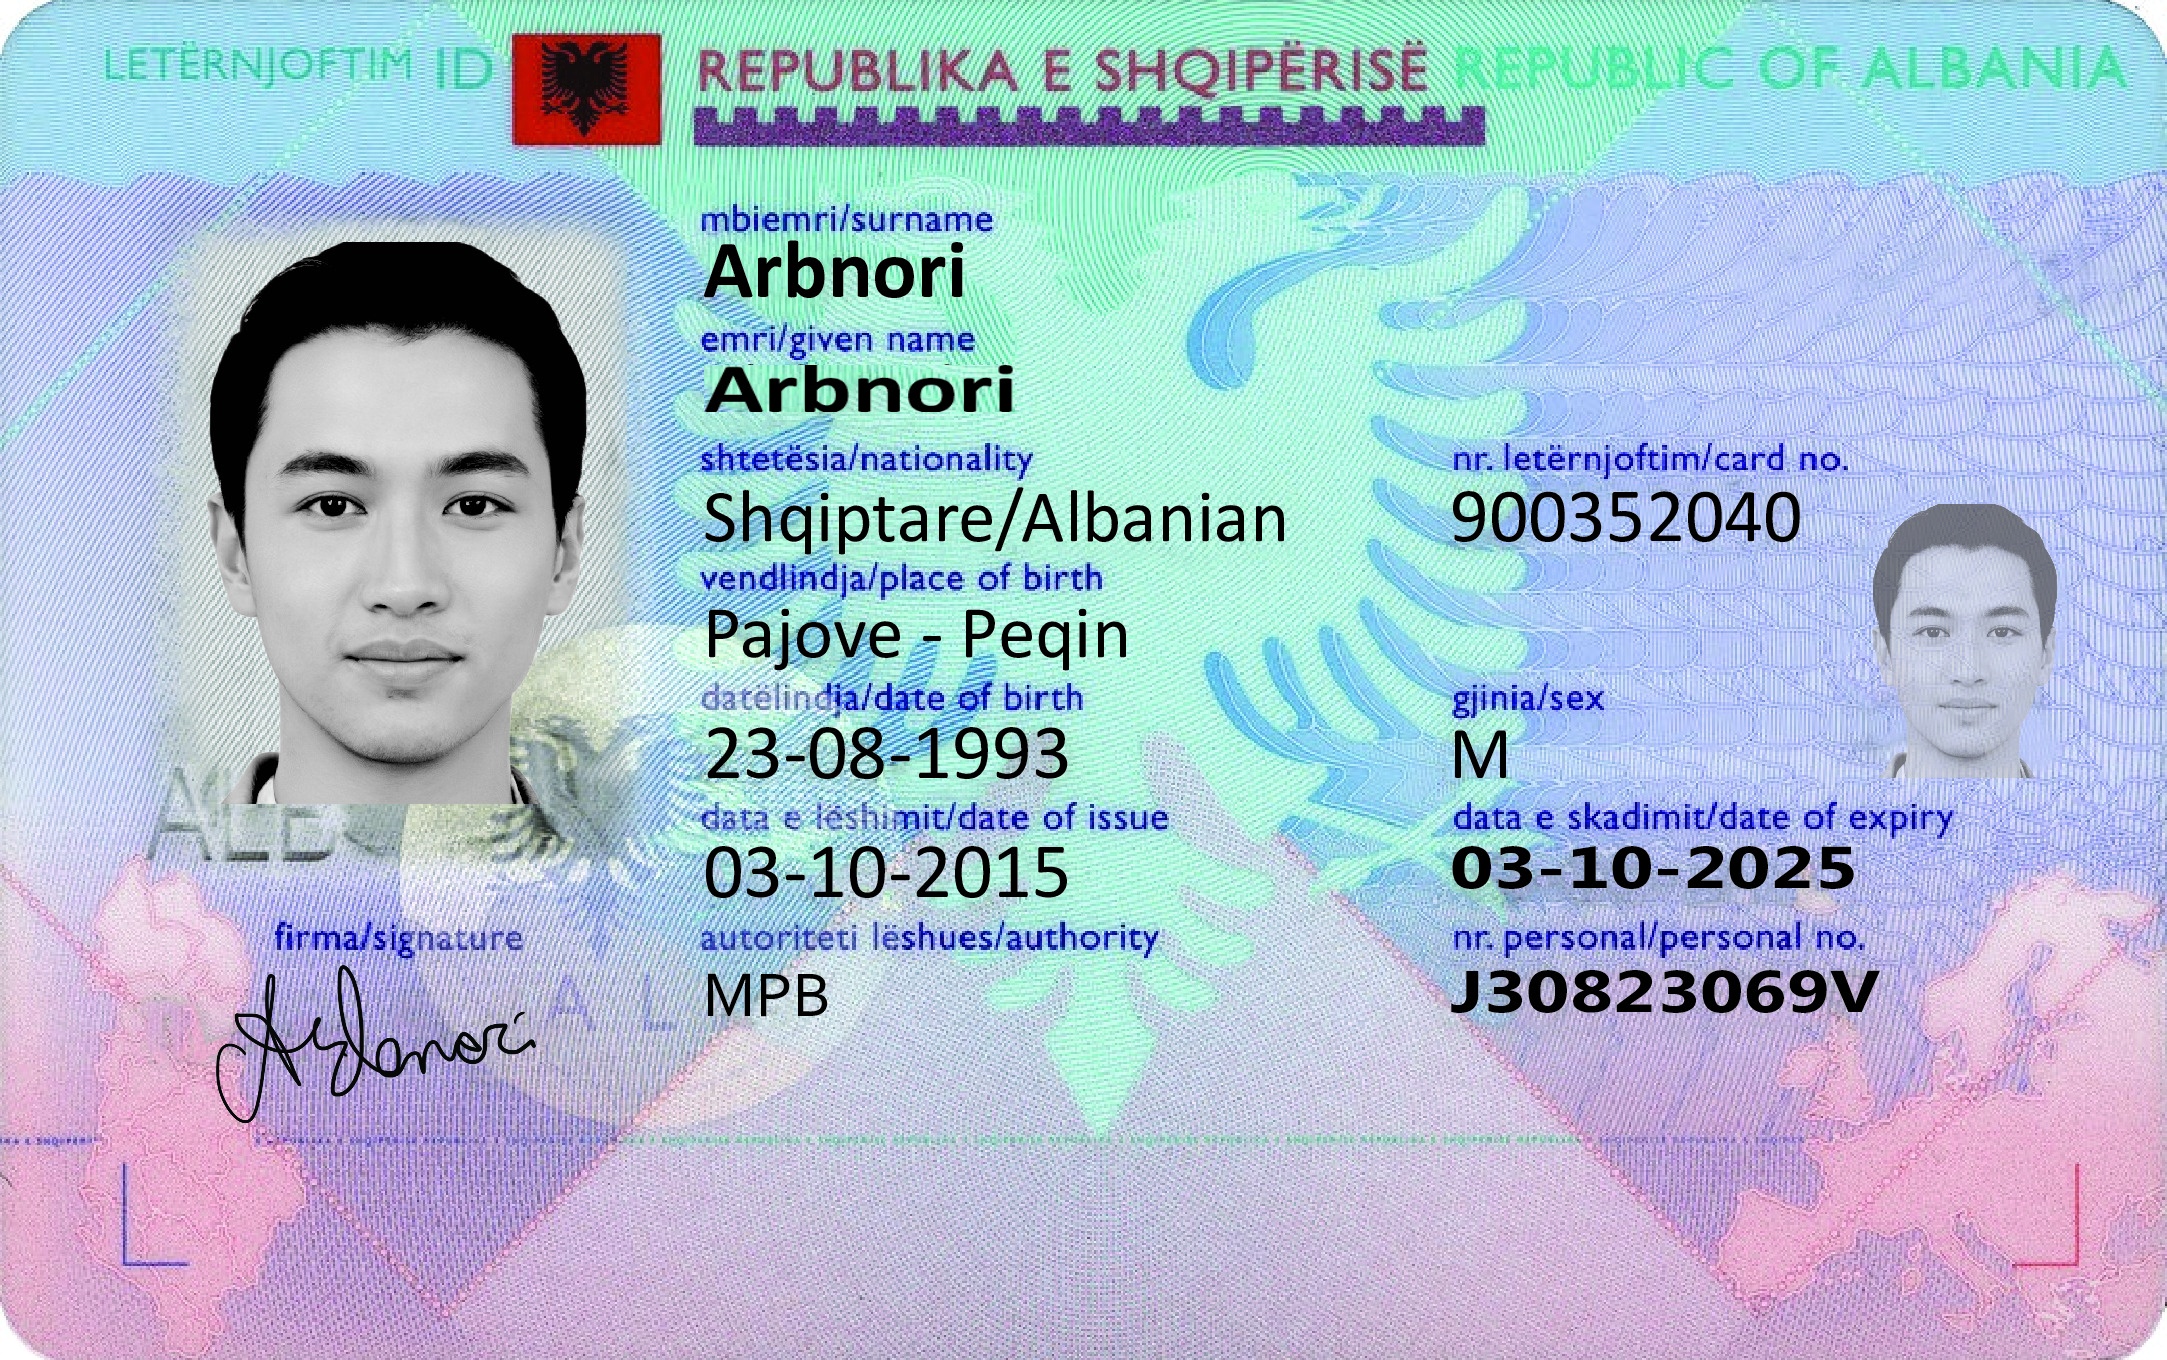 LETËRNJOFTIM ID REPUBLIKA E SHQIPËRISË REPUBLIC OF ALBANIA
mbiemri/surname
Arbnori
emri/given name
Arbnori
shtetësia/nationality
Shqiptare/Albanian
nr. letërnjoftim/card no.
900352040
vendlindja/place of birth
Pajove - Peqin
datëlindja/date of birth
23-08-1993
gjinia/sex
M
data e lëshimit/date of issue
03-10-2015
data e skadimit/date of expiry
03-10-2025
autoriteti lëshues/authority
MPB
nr. personal/personal no.
J30823069V
ALB
firma/signature
Arbnori
A L